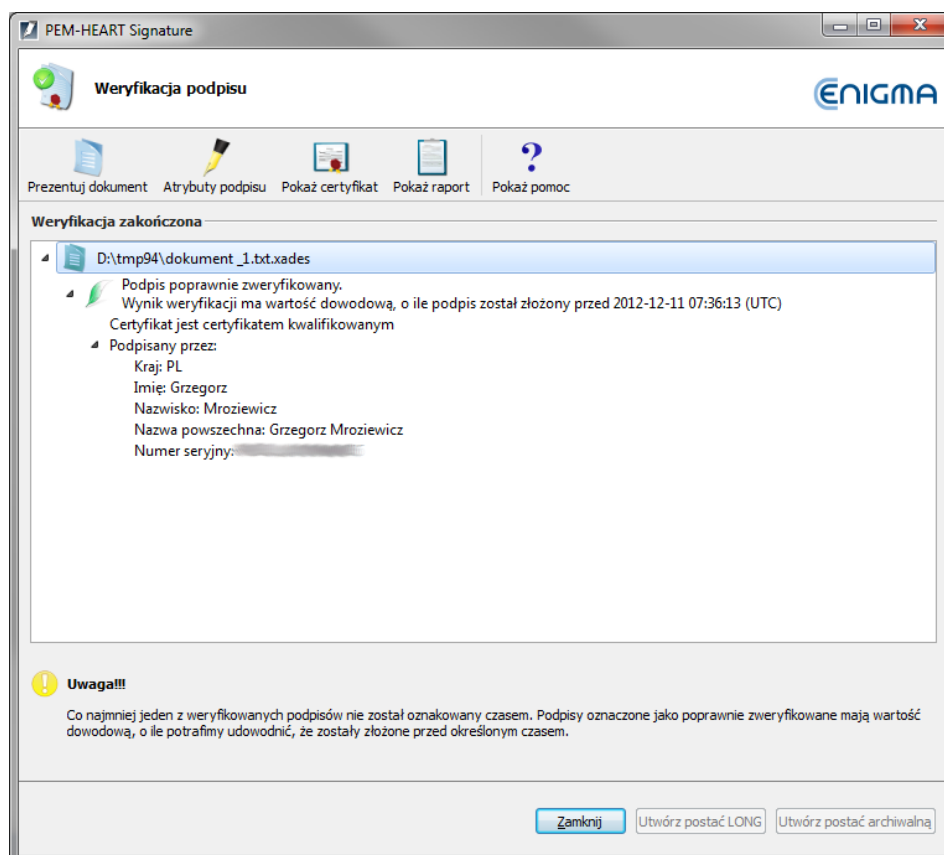 PEM-HEART Signature
Weryfikacja podpisu
ENIGMA
Prezentuj dokument Atrybuty podpisu Pokaż certyfikat Pokaż raport Pokaż pomoc
Weryfikacja zakończona
D:\tmp94\dokument _1.txt.xades
Podpis poprawnie zweryfikowany.
Wynik weryfikacji ma wartość dowodową, o ile podpis został złożony przed 2012-12-11 07:36:13 (UTC)
Certyfikat jest certyfikatem kwalifikowanym
Podpisany przez:
Kraj: PL
Imię: Grzegorz
Nazwisko: Mroziewicz
Nazwa powszechna: Grzegorz Mroziewicz
Numer seryjny:
Uwaga!!!
Co najmniej jeden z weryfikowanych podpisów nie został oznakowany czasem. Podpisy oznaczone jako poprawnie zweryfikowane mają wartość
dowodową, o ile potrafimy udowodnić, że zostały złożone przed określonym czasem.
Zamknij Utwórz postać LONG Utwórz postać archiwalną